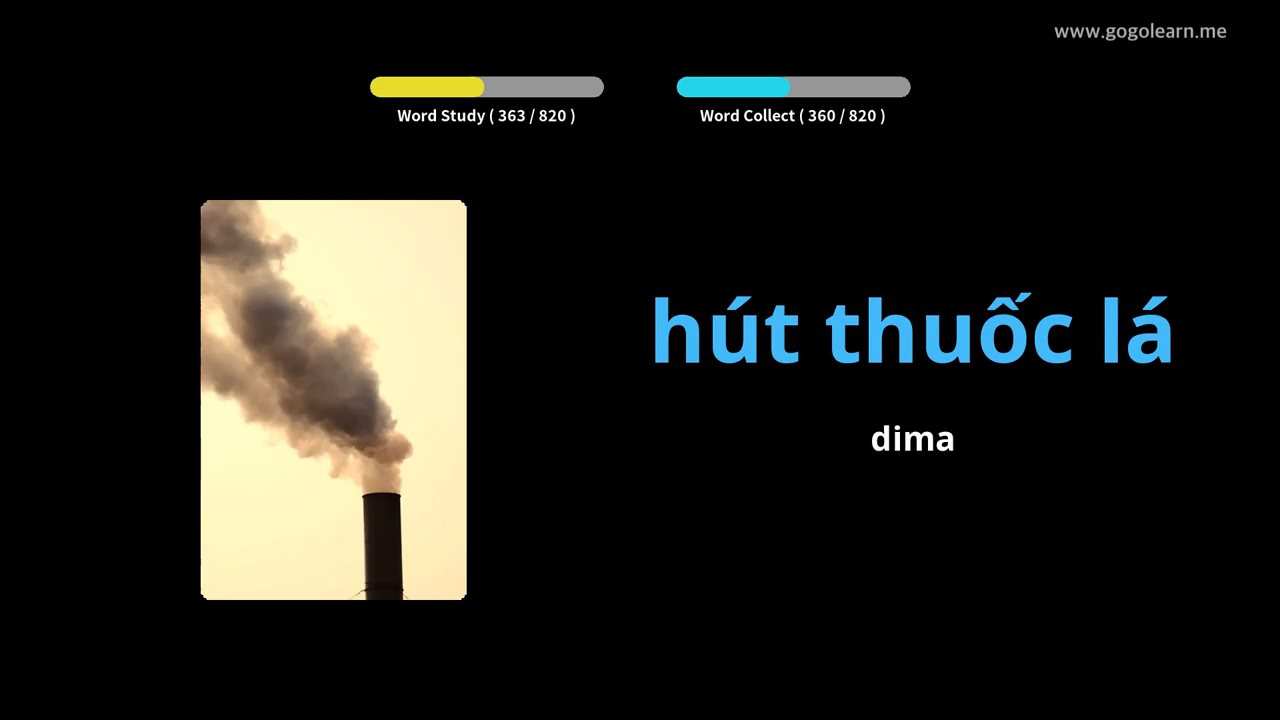 www.gogolearn.me
Word Study ( 363 / 820 )
Word Collect ( 360 / 820 )
hút thuốc lá
dima